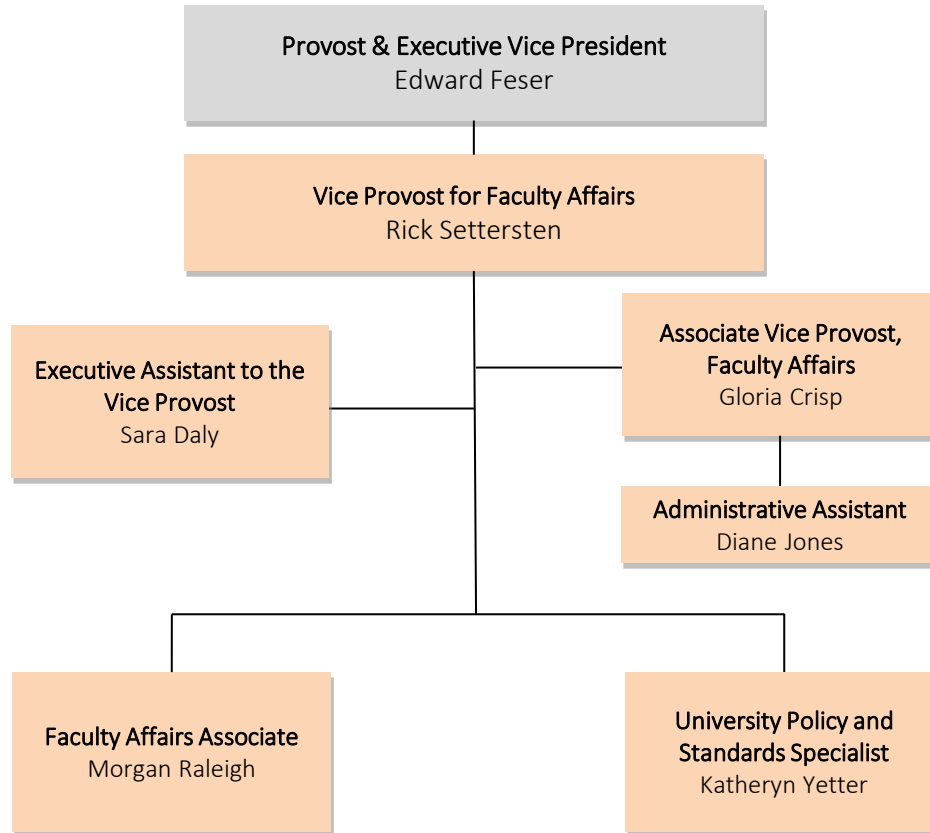 Provost & Executive Vice President
Edward Feser
Vice Provost for Faculty Affairs
Rick Settersten
Executive Assistant to the
Vice Provost
Sara Daly
Associate Vice Provost,
Faculty Affairs
Gloria Crisp
Administrative Assistant
Diane Jones
Faculty Affairs Associate
Morgan Raleigh
University Policy and
Standards Specialist
Katheryn Yetter